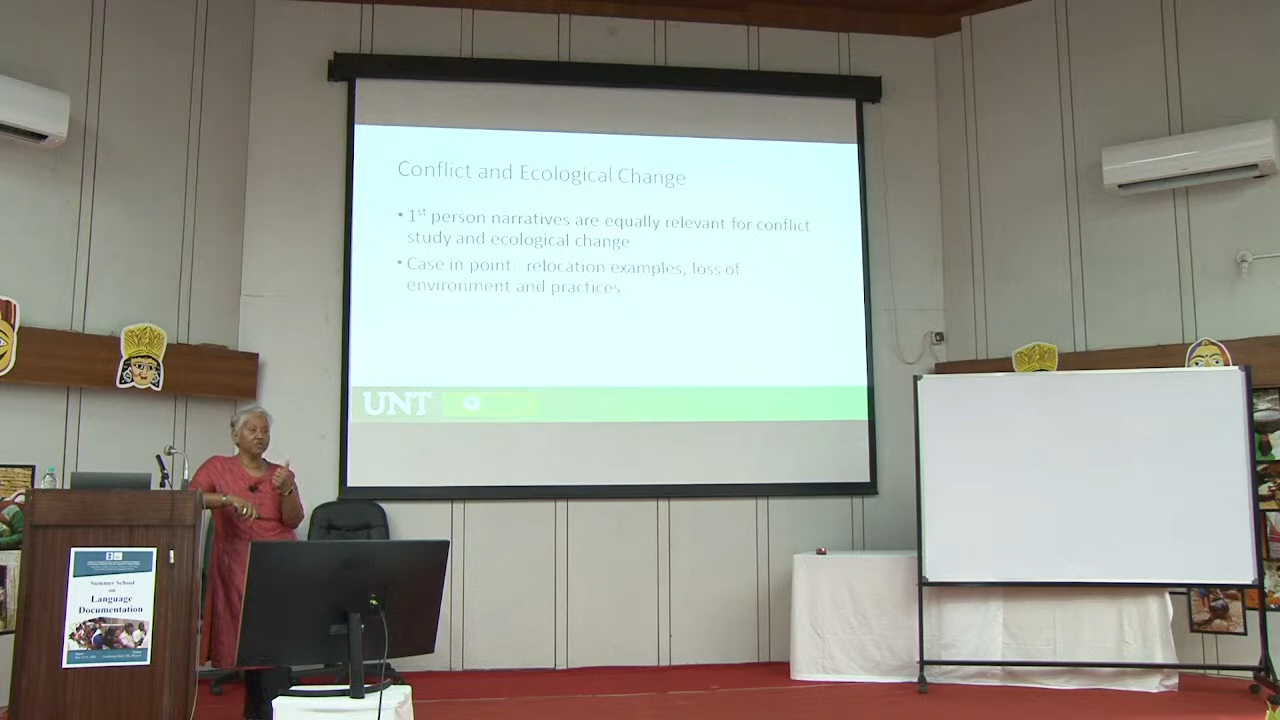 Conflict and Ecological Change
• 1st person narratives are equally relevant for conflict
study and ecological change
• Case in point: relocation examples, loss of
environment and practices
UNT
Summer School
on
Language
Documentation